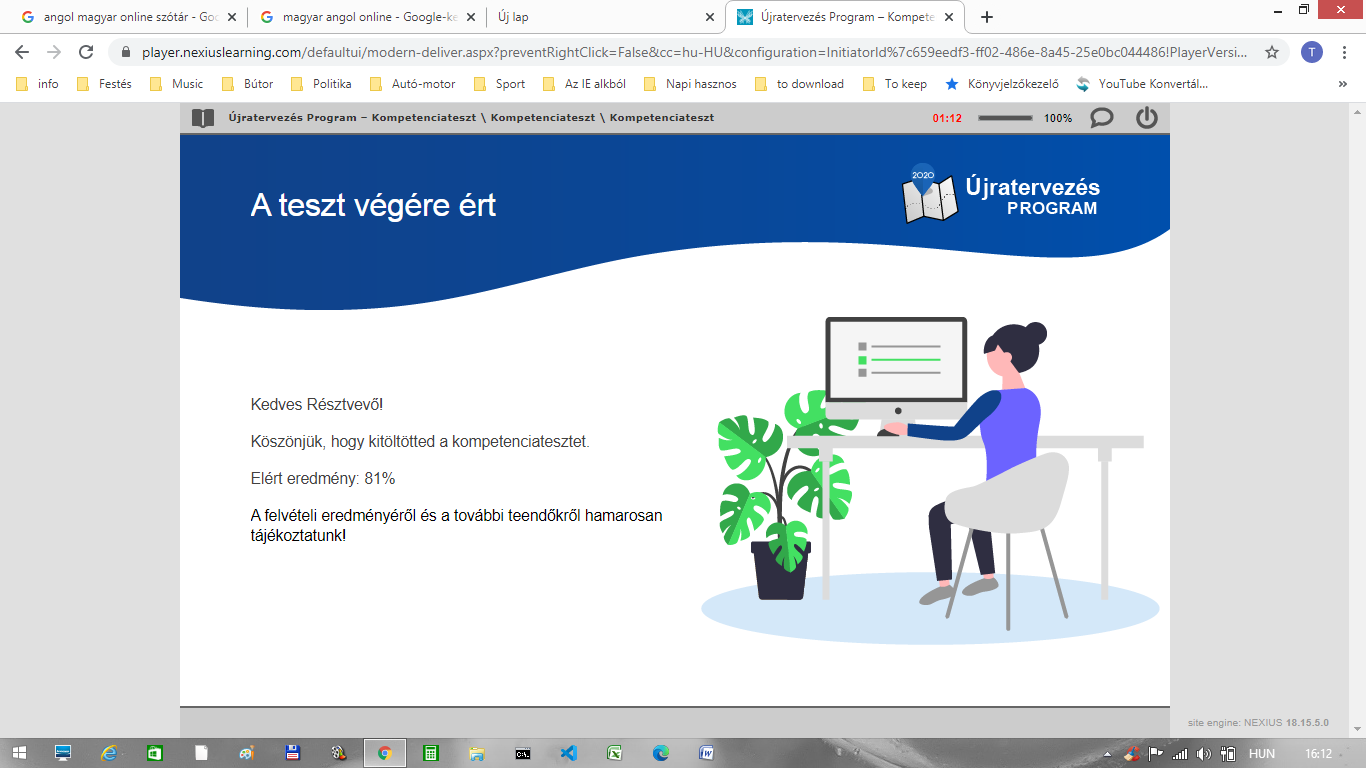 angol magyar online szótár - Goo
magyar angol online - Google-ke
Új lap
Újratervezés Program – Kompete
player.nexiuslearning.com/defaultui/modern-deliver.aspx?preventRightClick=False&cc=hu-HU&configuration=InitiatorId%7c659eedf3-ff02-486e-8a45-25e0bc044486!PlayerVersi...
T
info Festés Music Bútor Politika Autó-motor Sport Az IE alkból Napi hasznos to download To keep Könyvjelzőkezelő YouTube Konvertál... »
Újratervezés Program – Kompetenciateszt \ Kompetenciateszt \ Kompetenciateszt
01:12 100%
A teszt végére ért
2020
Újratervezés
PROGRAM
Kedves Résztvevő!
Köszönjük, hogy kitöltötted a kompetenciatesztet.
Elért eredmény: 81%
A felvételi eredményéről és a további teendőkről hamarosan
tájékoztatunk!
site engine: NEXIUS 18.15.5.0
C:\.
HUN 16:12